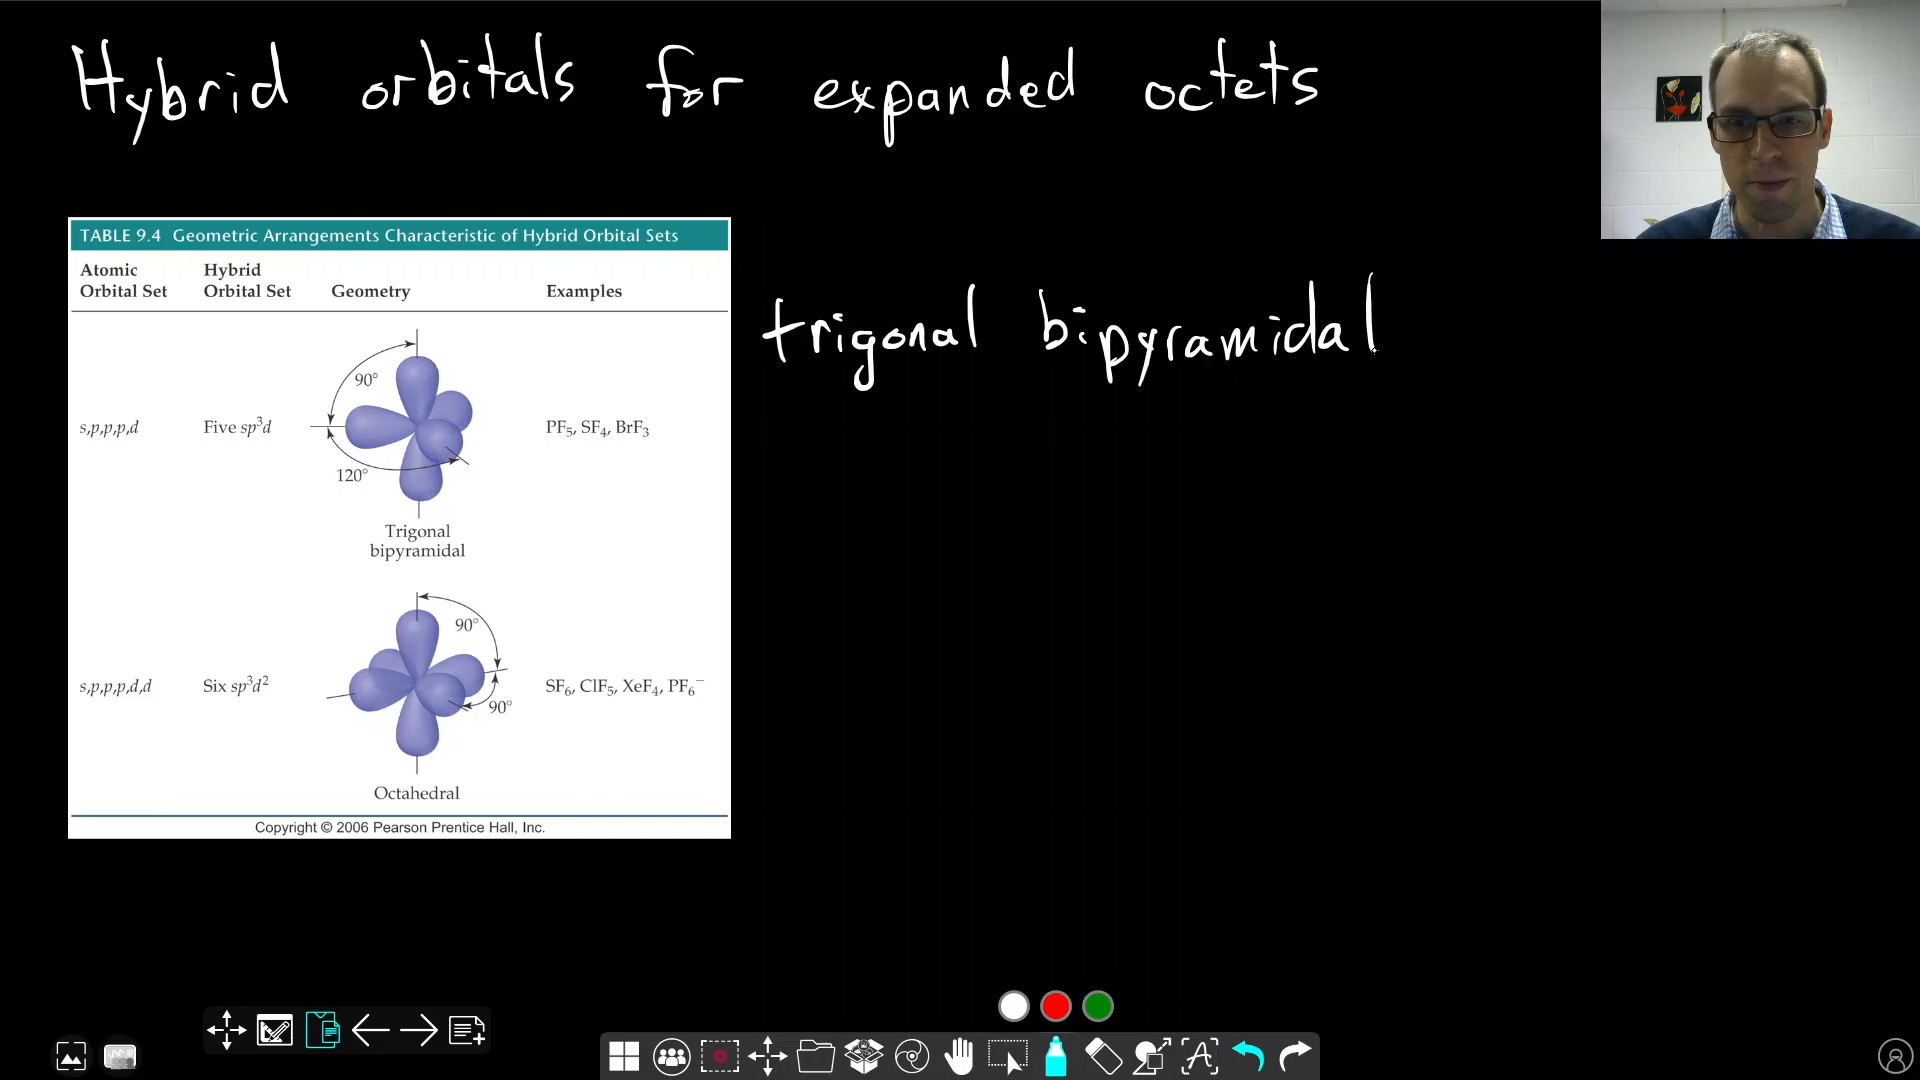 Hybrid orbitals for expanded octets
TABLE 9.4 Geometric Arrangements Characteristic of Hybrid Orbital Sets
Atomic Orbital Set
Hybrid Orbital Set
Geometry
Examples
s,p,p,p,d
Five sp³d
90°
120°
Trigonal bipyramidal
PF₅, SF₄, BrF₃
s,p,p,p,d,d
Six sp³d²
90°
90°
Octahedral
SF₆, ClF₅, XeF₄, PF₆⁻
Copyright © 2006 Pearson Prentice Hall, Inc.
trigonal bipyramidal